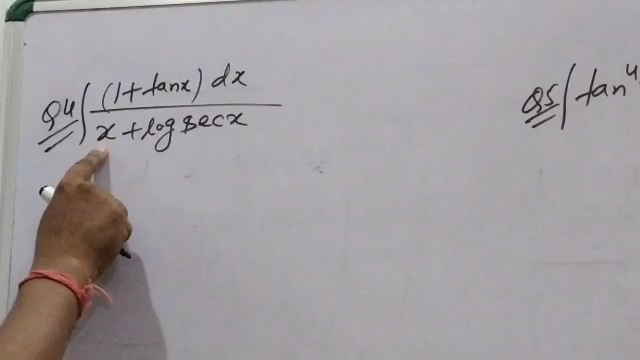 Q4 ∫ (1 + tanx) dx
x + log secx
Q5 ∫ tan⁴